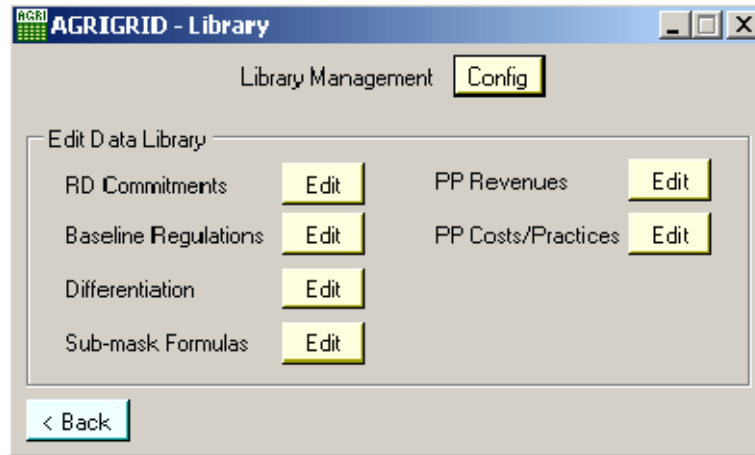 AGRI AGRIGRID - Library
Library Management Config
Edit Data Library
RD Commitments Edit PP Revenues Edit
Baseline Regulations Edit PP Costs/Practices Edit
Differentiation Edit
Sub-mask Formulas Edit
< Back